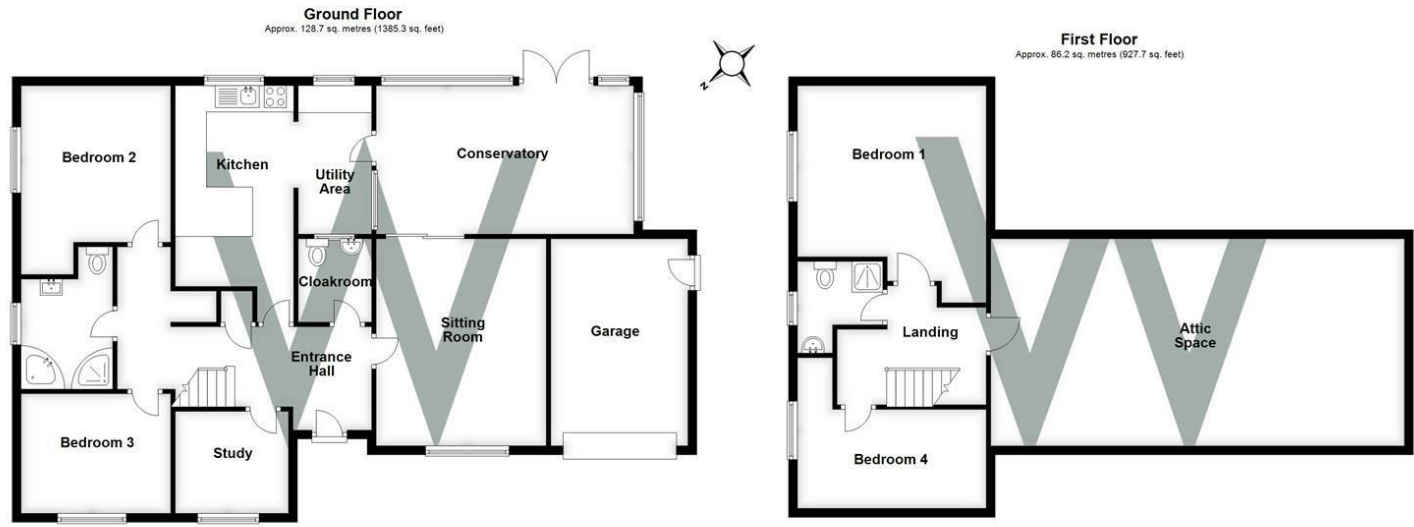 Ground Floor
Approx. 128.7 sq. metres (1385.3 sq. feet)
Bedroom 2
Kitchen
Utility
Area
Conservatory
Cloakroom
Sitting
Room
Garage
Entrance
Hall
Bedroom 3
Study
N
First Floor
Approx. 86.2 sq. metres (927.7 sq. feet)
Bedroom 1
Landing
Attic
Space
Bedroom 4